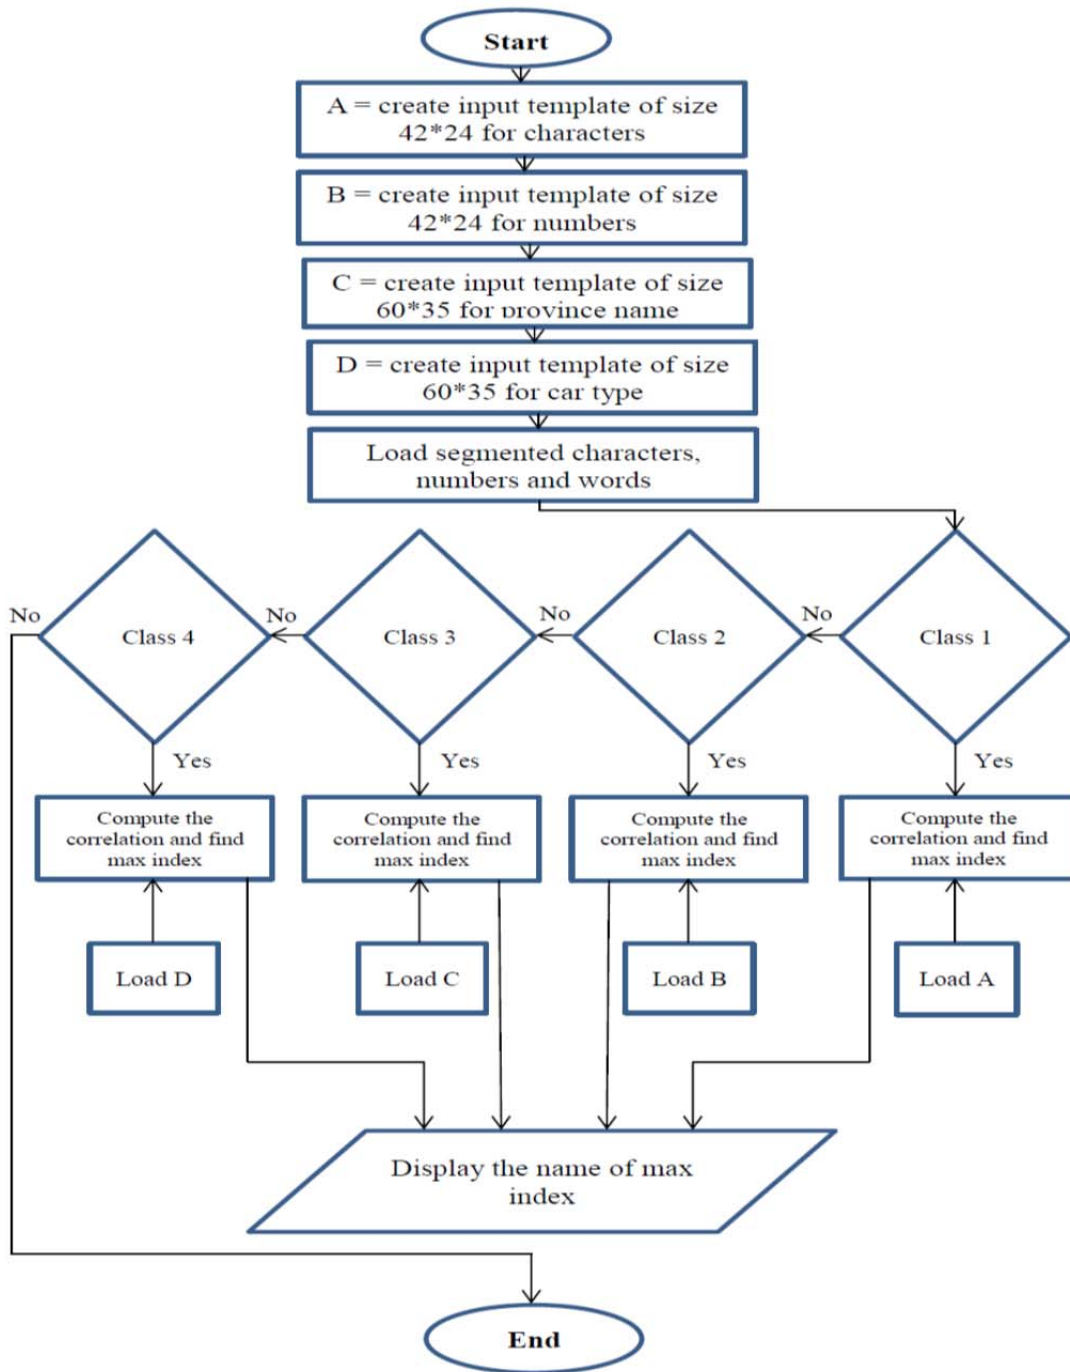 Start
A = create input template of size
42*24 for characters
B = create input template of size
42*24 for numbers
C = create input template of size
60*35 for province name
D = create input template of size
60*35 for car type
Load segmented characters,
numbers and words
No
Class 4
No
Class 3
No
Class 2
No
Class 1
Yes
Yes
Yes
Yes
Compute the
correlation and find
max index
Compute the
correlation and find
max index
Compute the
correlation and find
max index
Compute the
correlation and find
max index
Load D
Load C
Load B
Load A
Display the name of max
index
End